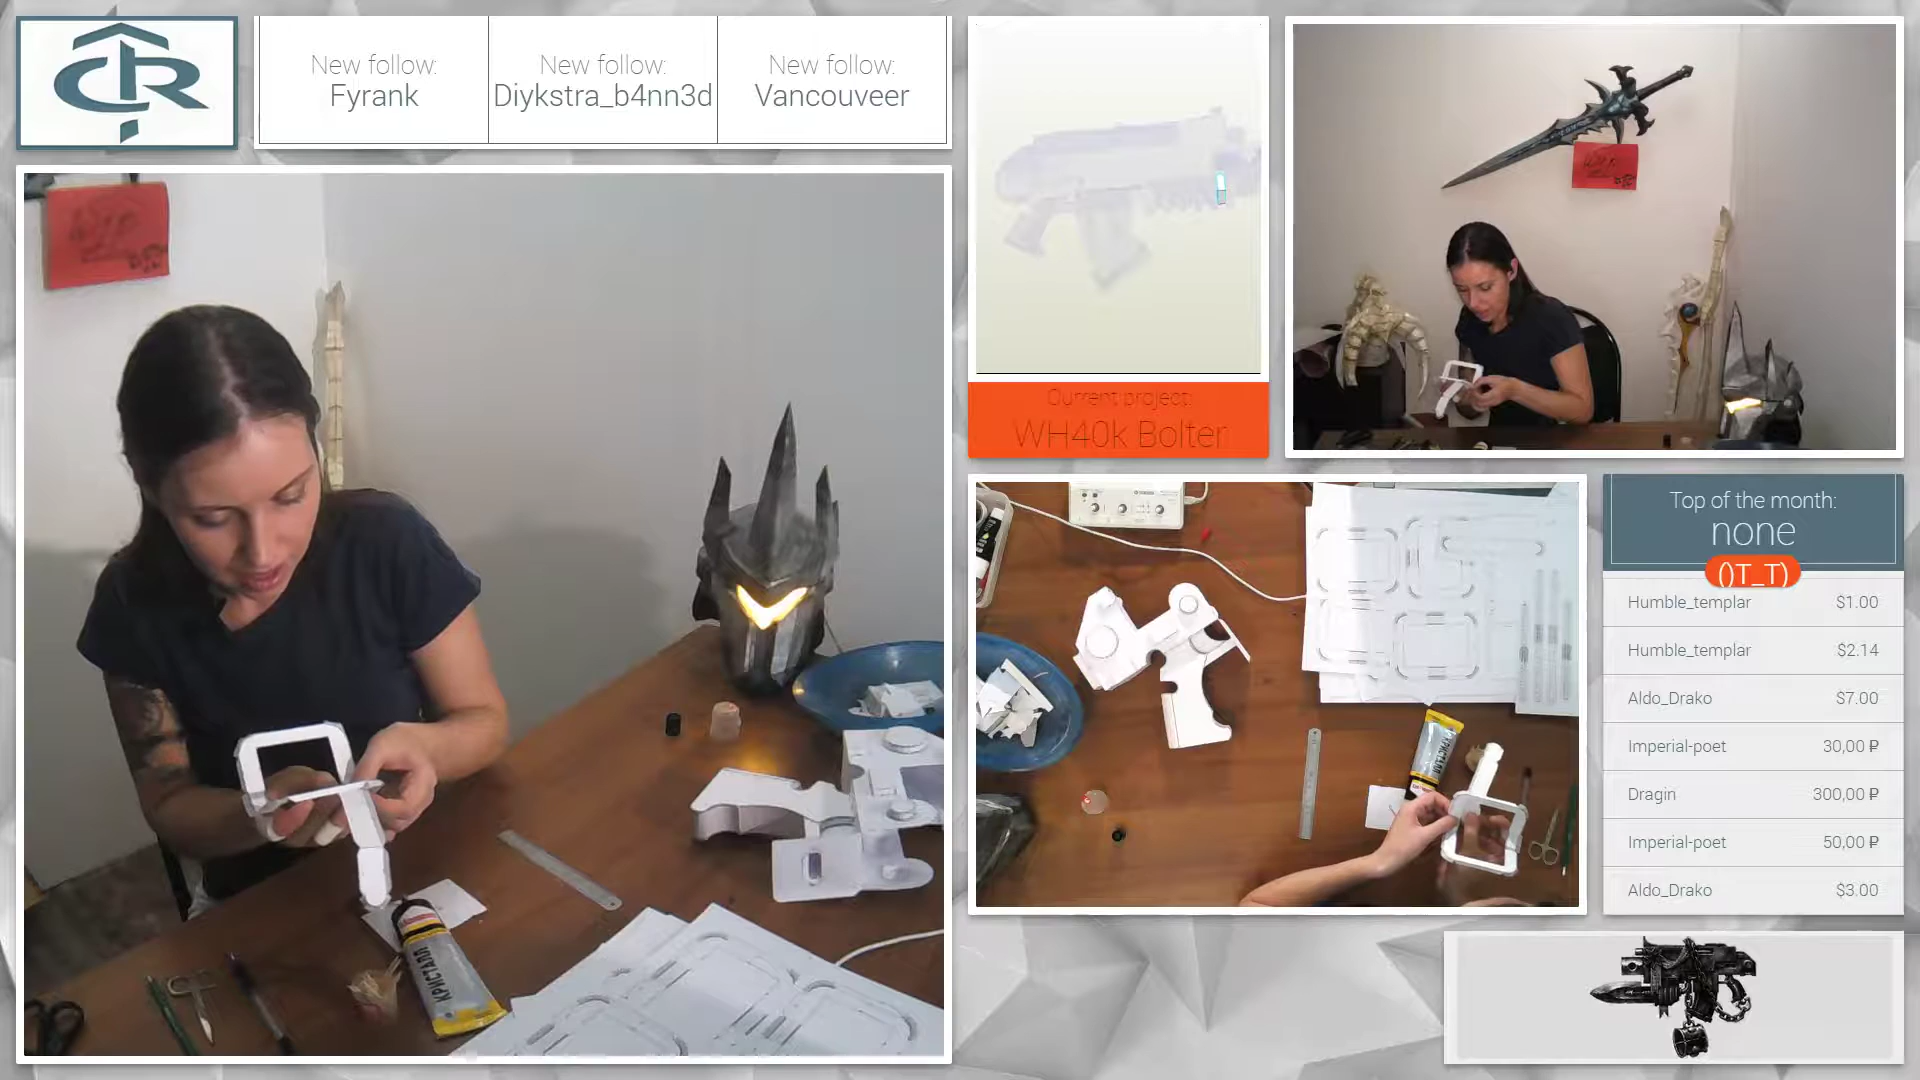 New follow:
Fyrank
New follow:
Diykstra_b4nn3d
New follow:
Vancouveer
Current project:
WH40k Bolter
Top of the month:
none
()T_T)
Humble_templar $1.00
Humble_templar $2.14
Aldo_Drako $7.00
Imperial-poet 30,00 ₽
Dragin 300,00 ₽
Imperial-poet 50,00 ₽
Aldo_Drako $3.00
КРИСТАЛЛ
КРИСТАЛЛ